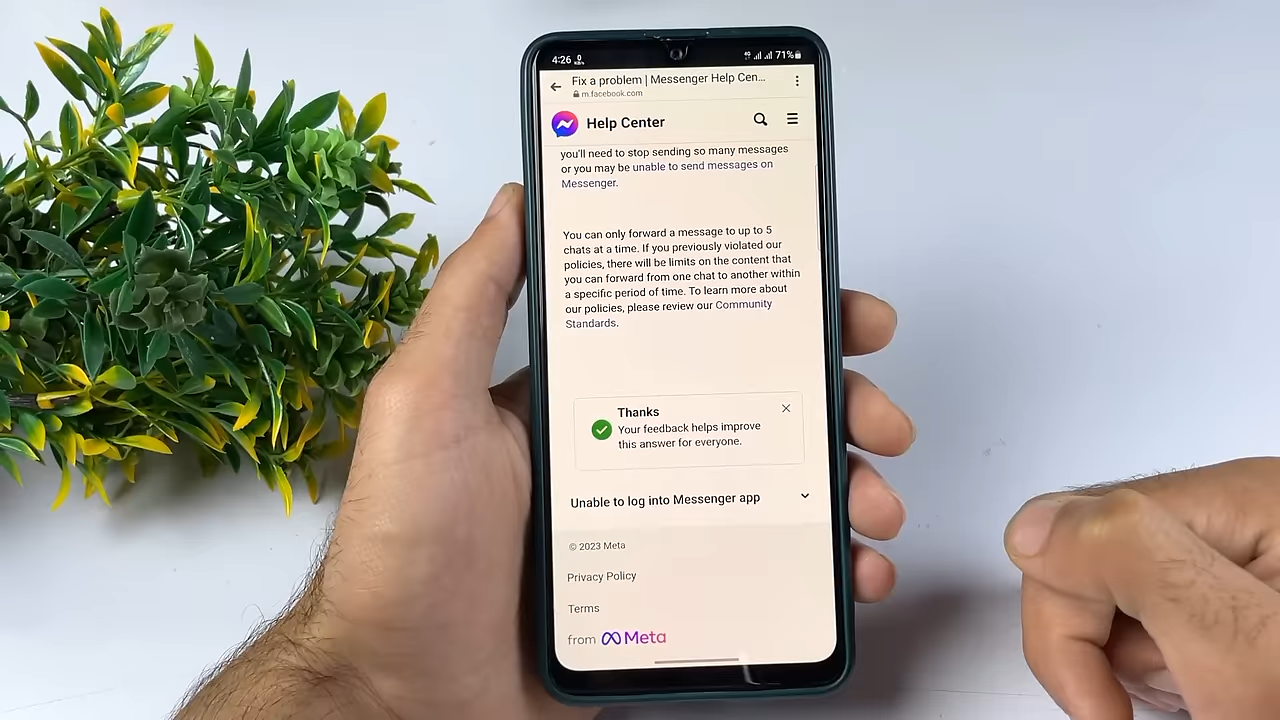 4:26 0 KB/s 4G 71%
Fix a problem | Messenger Help Cen...
m.facebook.com
Help Center
you'll need to stop sending so many messages
or you may be unable to send messages on
Messenger.
You can only forward a message to up to 5
chats at a time. If you previously violated our
policies, there will be limits on the content that
you can forward from one chat to another within
a specific period of time. To learn more about
our policies, please review our Community
Standards.
Thanks
Your feedback helps improve
this answer for everyone.
Unable to log into Messenger app
© 2023 Meta
Privacy Policy
Terms
from Meta